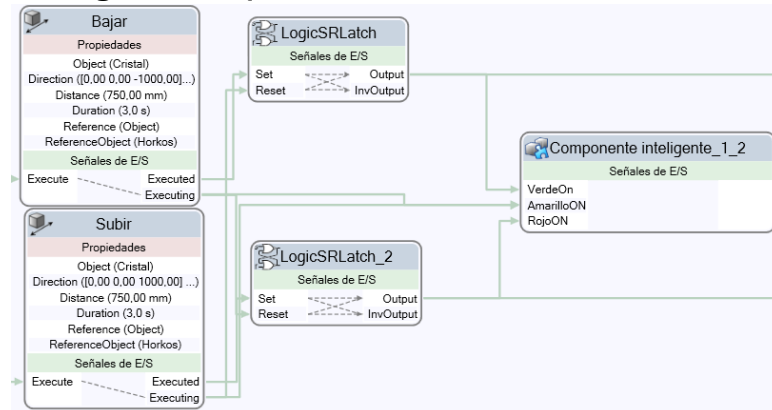 Bajar
Propiedades
Object (Cristal)
Direction ([0,00 0,00 -1000,00]...)
Distance (750,00 mm)
Duration (3,0 s)
Reference (Object)
ReferenceObject (Horkos)
Señales de E/S
Execute Executed
Executing
Subir
Propiedades
Object (Cristal)
Direction ([0,00 0,00 1000,00] ...)
Distance (750,00 mm)
Duration (3,0 s)
Reference (Object)
ReferenceObject (Horkos)
Señales de E/S
Execute Executed
Executing
LogicSRLatch
Señales de E/S
Set Output
Reset InvOutput
LogicSRLatch_2
Señales de E/S
Set Output
Reset InvOutput
Componente inteligente_1_2
Señales de E/S
VerdeOn
AmarilloON
RojoON